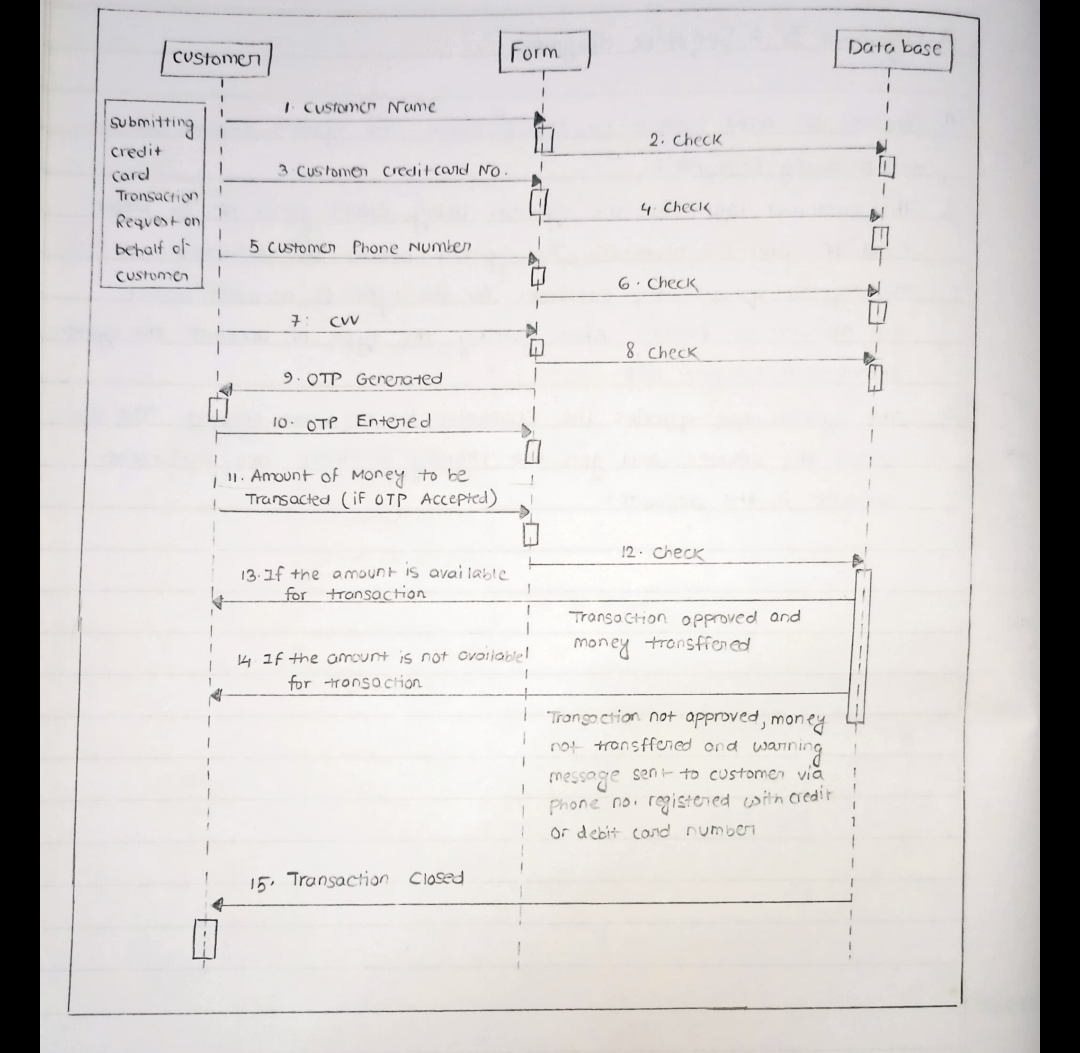 Customer
Form
Database
Submitting
credit
card
Transaction
Request on
behalf of
customer
1. Customer Name
2. Check
3 Customer credit card No.
4. Check
5 Customer Phone Number
6. Check
7: CVV
8 Check
9. OTP Generated
10. OTP Entered
11. Amount of Money to be
Transacted (if OTP Accepted)
12. Check
13. If the amount is available
for transaction
Transaction approved and
money transffered
14 If the amount is not available
for transaction
Transaction not approved, money
not transffered and warning
message sent to customer via
phone no. registered with credit
or debit card number
15. Transaction Closed